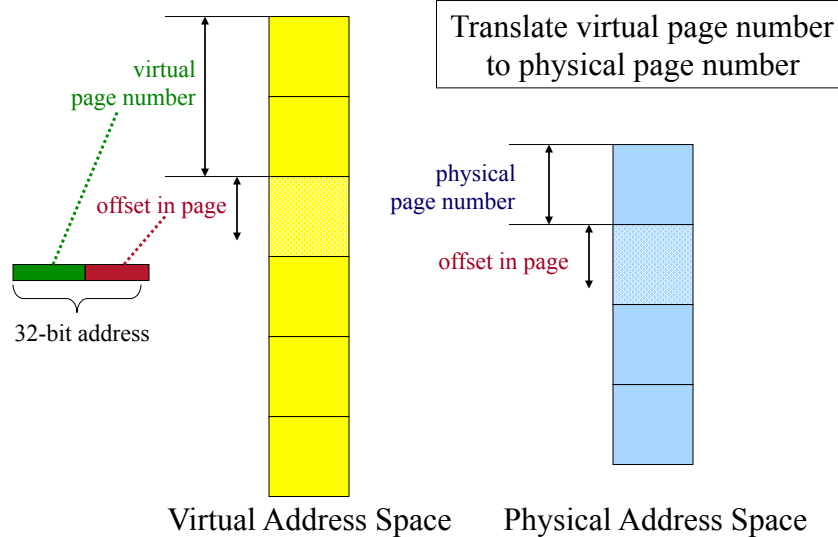 Translate virtual page number
to physical page number
virtual
page number
offset in page
32-bit address
physical
page number
offset in page
Virtual Address Space
Physical Address Space